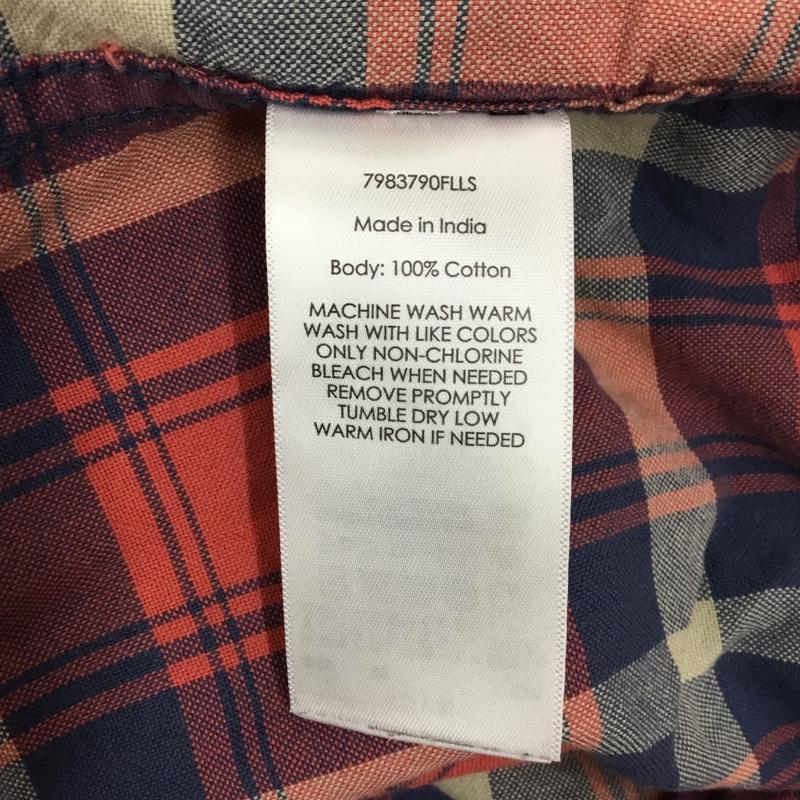 7983790FLLS
Made in India
Body: 100% Cotton
MACHINE WASH WARM
WASH WITH LIKE COLORS
ONLY NON-CHLORINE
BLEACH WHEN NEEDED
REMOVE PROMPTLY
TUMBLE DRY LOW
WARM IRON IF NEEDED